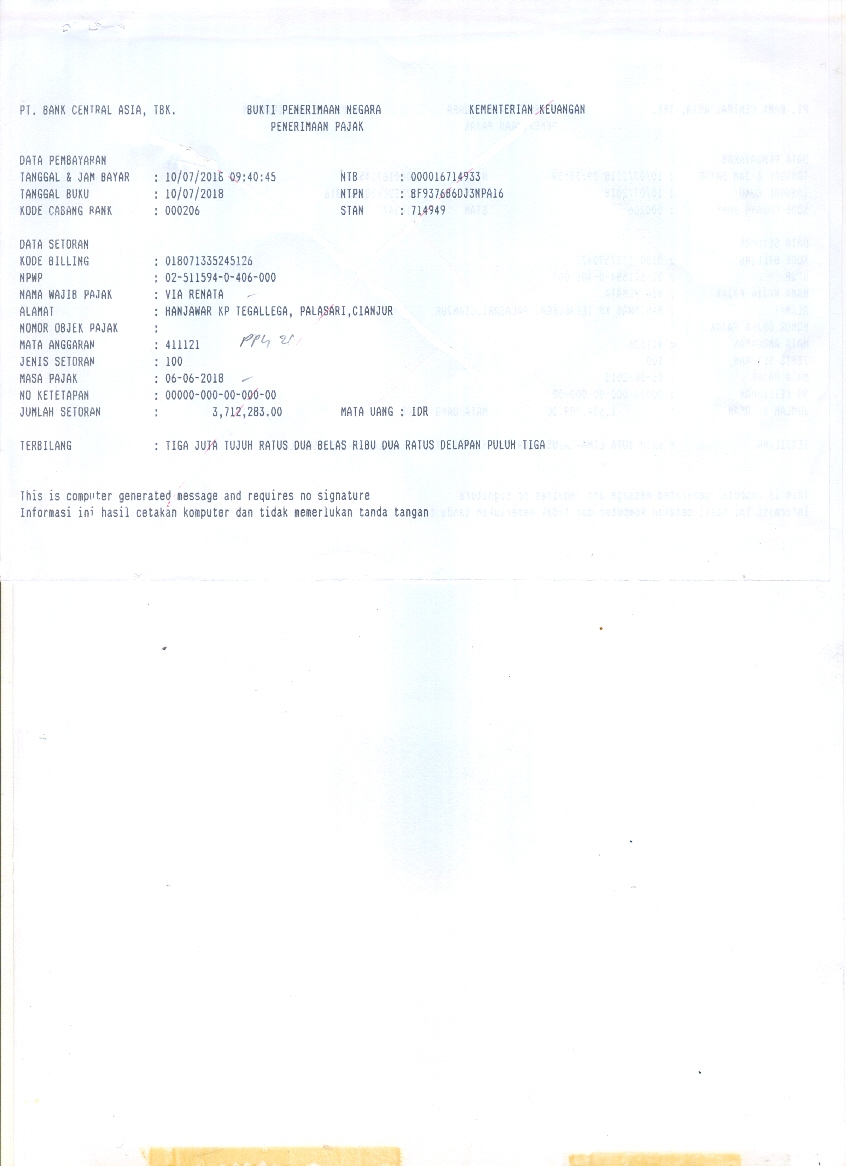 PT. BANK CENTRAL ASIA, TBK. BUKTI PENERIMAAN NEGARA KEMENTERIAN KEUANGAN
PENERIMAAN PAJAK
DATA PEMBAYARAN
TANGGAL & JAM BAYAR : 10/07/2018 09:40:45 NTB : 000016714933
TANGGAL BUKU : 10/07/2018 NTPN : BF9376B6DJ3NPA16
KODE CABANG BANK : 000206 STAN : 714949
DATA SETORAN
KODE BILLING : 018071335245126
NPWP : 02-511594-0-406-000
NAMA WAJIB PAJAK : VIA RENATA
ALAMAT : HANJAWAR KP TEGALLEGA, PALASARI,CIANJUR
NOMOR OBJEK PAJAK :
MATA ANGGARAN : 411121 PPh 21
JENIS SETORAN : 100
MASA PAJAK : 06-06-2018
NO KETETAPAN : 00000-000-00-000-00
JUMLAH SETORAN : 3,712,283.00 MATA UANG : IDR
TERBILANG : TIGA JUTA TUJUH RATUS DUA BELAS RIBU DUA RATUS DELAPAN PULUH TIGA
This is computer generated message and requires no signature
Informasi ini hasil cetakan komputer dan tidak memerlukan tanda tangan